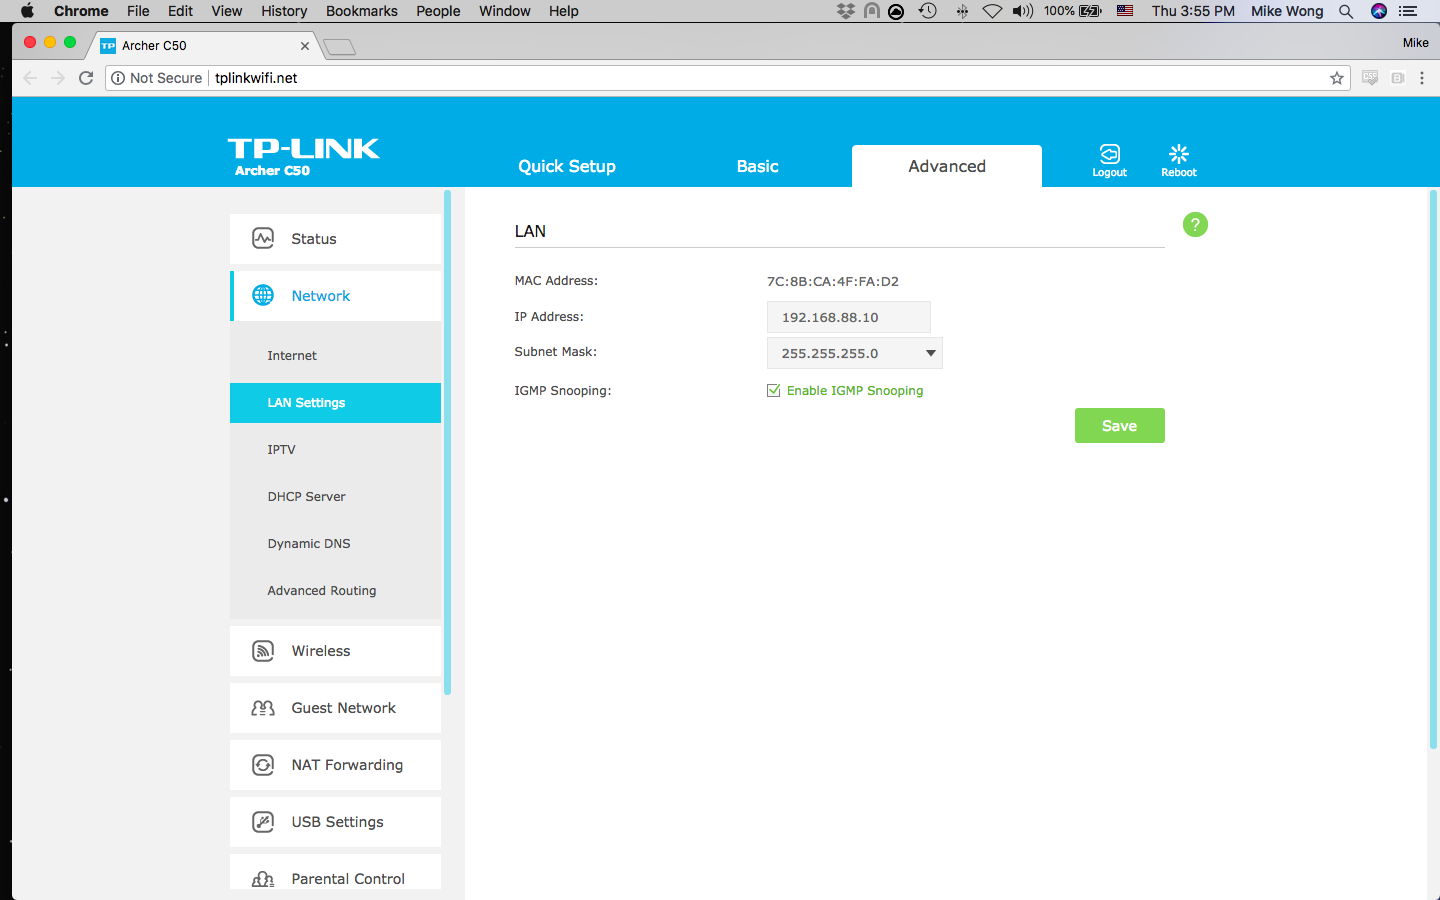 Chrome File Edit View History Bookmarks People Window Help 100% Thu 3:55 PM Mike Wong
TP Archer C50
Mike
Not Secure tplinkwifi.net
TP-LINK
Archer C50
Quick Setup
Basic
Advanced
Logout
Reboot
Status
Network
Internet
LAN Settings
IPTV
DHCP Server
Dynamic DNS
Advanced Routing
Wireless
Guest Network
NAT Forwarding
USB Settings
Parental Control
LAN
?
MAC Address: 7C:8B:CA:4F:FA:D2
IP Address: 192.168.88.10
Subnet Mask: 255.255.255.0
IGMP Snooping: Enable IGMP Snooping
Save